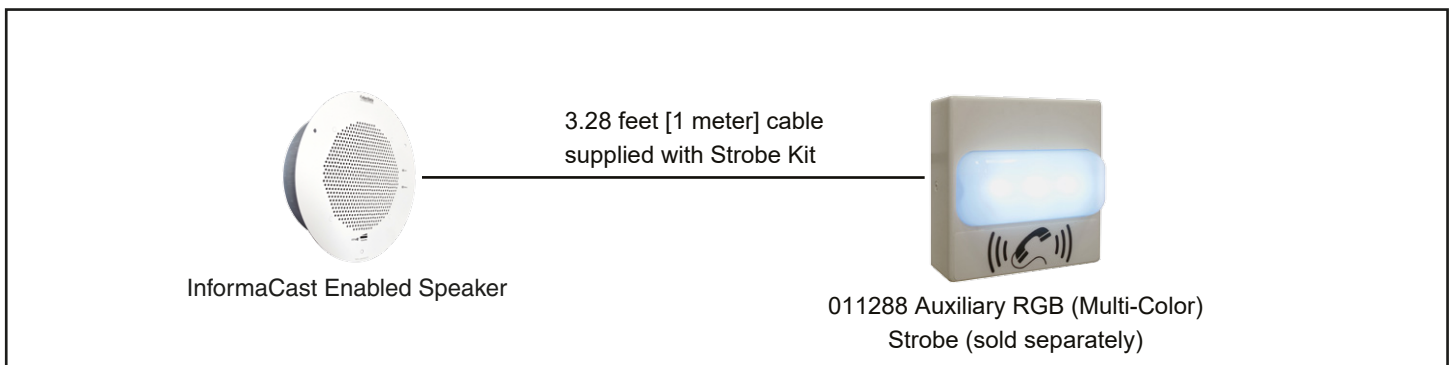 3.28 feet [1 meter] cable
supplied with Strobe Kit
InformaCast Enabled Speaker
011288 Auxiliary RGB (Multi-Color)
Strobe (sold separately)